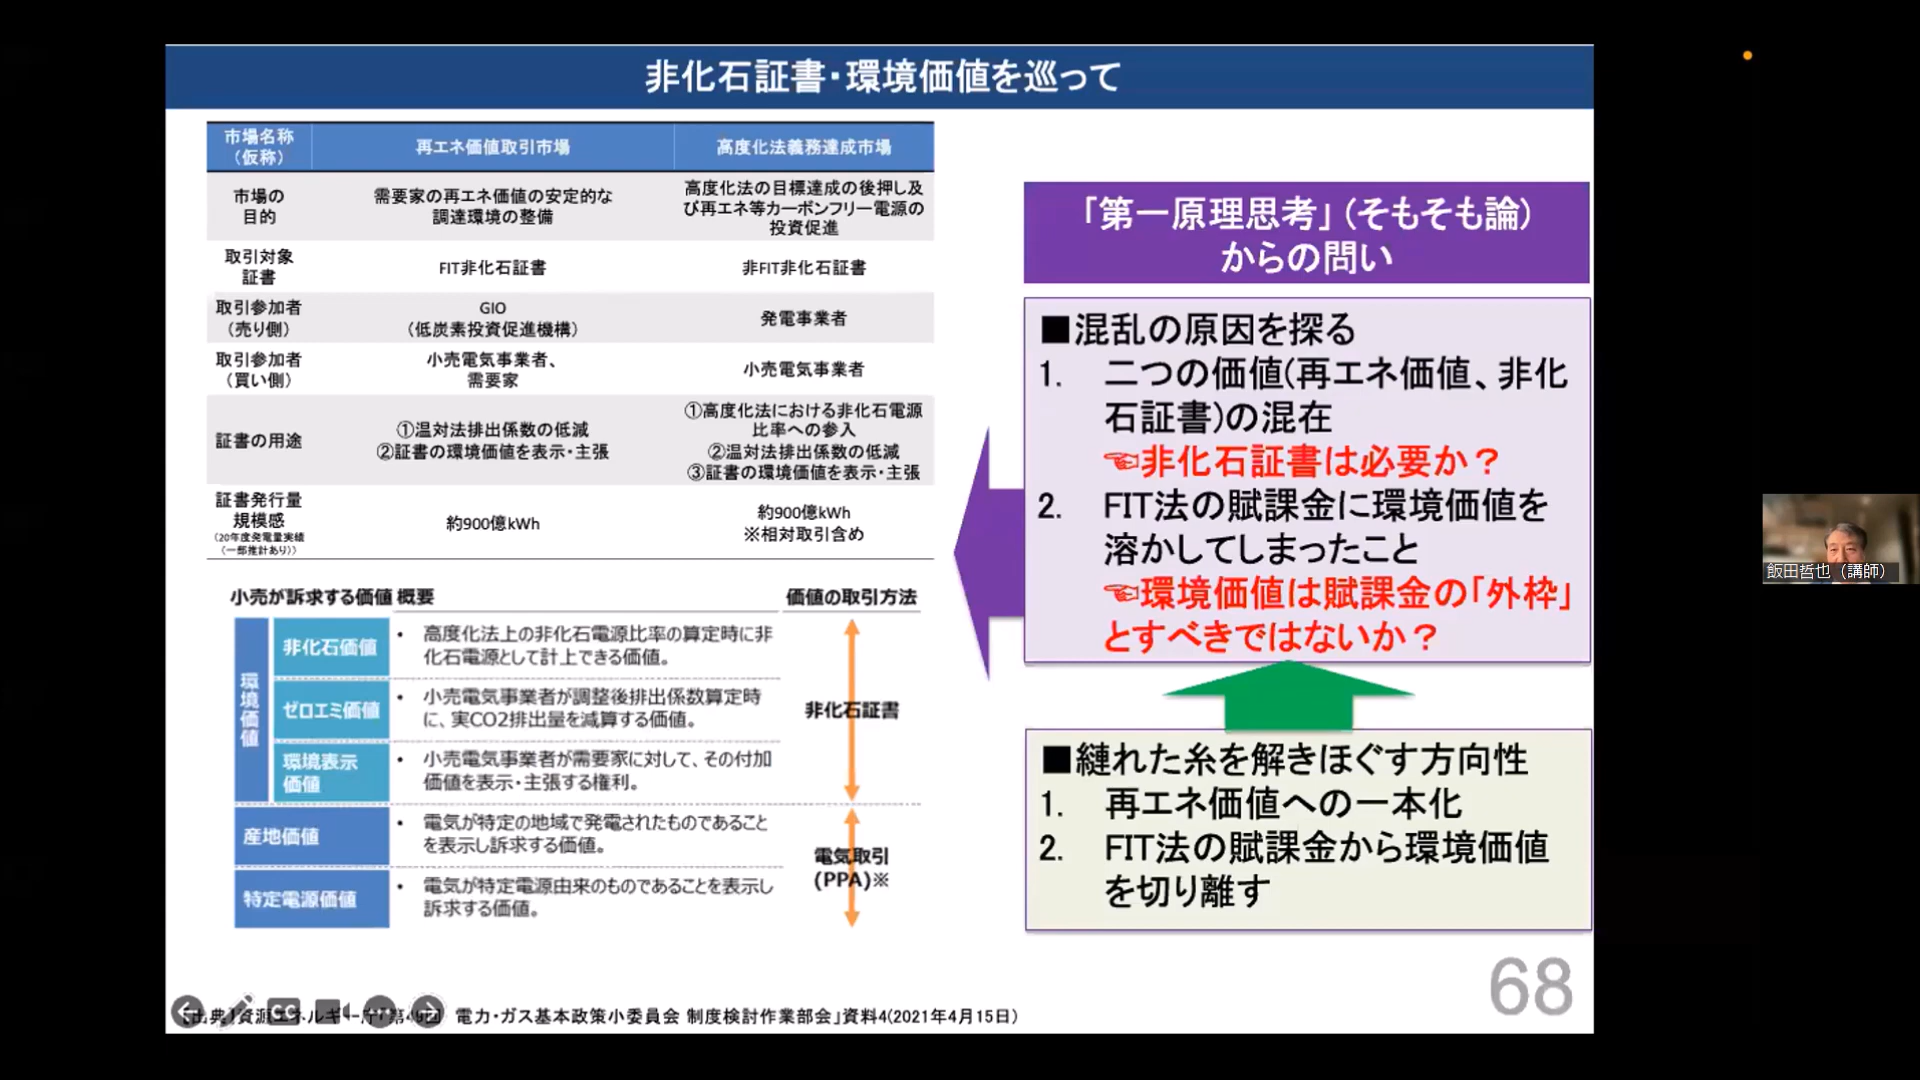 非化石証書・環境価値を巡って
市場名称
（仮称）
再エネ価値取引市場
高度化法義務達成市場
市場の
目的
需要家の再エネ価値の安定的な
調達環境の整備
高度化法の目標達成の後押し及
び再エネ等カーボンフリー電源の
投資促進
取引対象
証書
FIT非化石証書
非FIT非化石証書
取引参加者
（売り側）
GIO
（低炭素投資促進機構）
発電事業者
取引参加者
（買い側）
小売電気事業者、
需要家
小売電気事業者
証書の用途
①温対法排出係数の低減
②証書の環境価値を表示・主張
①高度化法における非化石電源
比率への参入
②温対法排出係数の低減
③証書の環境価値を表示・主張
証書発行量
規模感
（20年度発電量実績
（一部推計あり））
約900億kWh
約900億kWh
※相対取引含め
小売が訴求する価値 概要
価値の取引方法
環境価値
非化石価値
• 高度化法上の非化石電源比率の算定時に非
化石電源として計上できる価値。
ゼロエミ価値
• 小売電気事業者が調整後排出係数算定時
に、実CO2排出量を減算する価値。
環境表示
価値
• 小売電気事業者が需要家に対して、その付加
価値を表示・主張する権利。
非化石証書
産地価値
• 電気が特定の地域で発電されたものであること
を表示し訴求する価値。
特定電源価値
• 電気が特定電源由来のものであることを表示し
訴求する価値。
電気取引
(PPA)※
「第一原理思考」（そもそも論）
からの問い
■混乱の原因を探る
1. 二つの価値(再エネ価値、非化
石証書)の混在
☜非化石証書は必要か？
2. FIT法の賦課金に環境価値を
溶かしてしまったこと
☜環境価値は賦課金の「外枠」
とすべきではないか？
■縺れた糸を解きほぐす方向性
1. 再エネ価値への一本化
2. FIT法の賦課金から環境価値
を切り離す
68
出典】資源エネルギー庁「第 回 電力・ガス基本政策小委員会 制度検討作業部会」資料4(2021年4月15日)
CC
飯田哲也（講師）